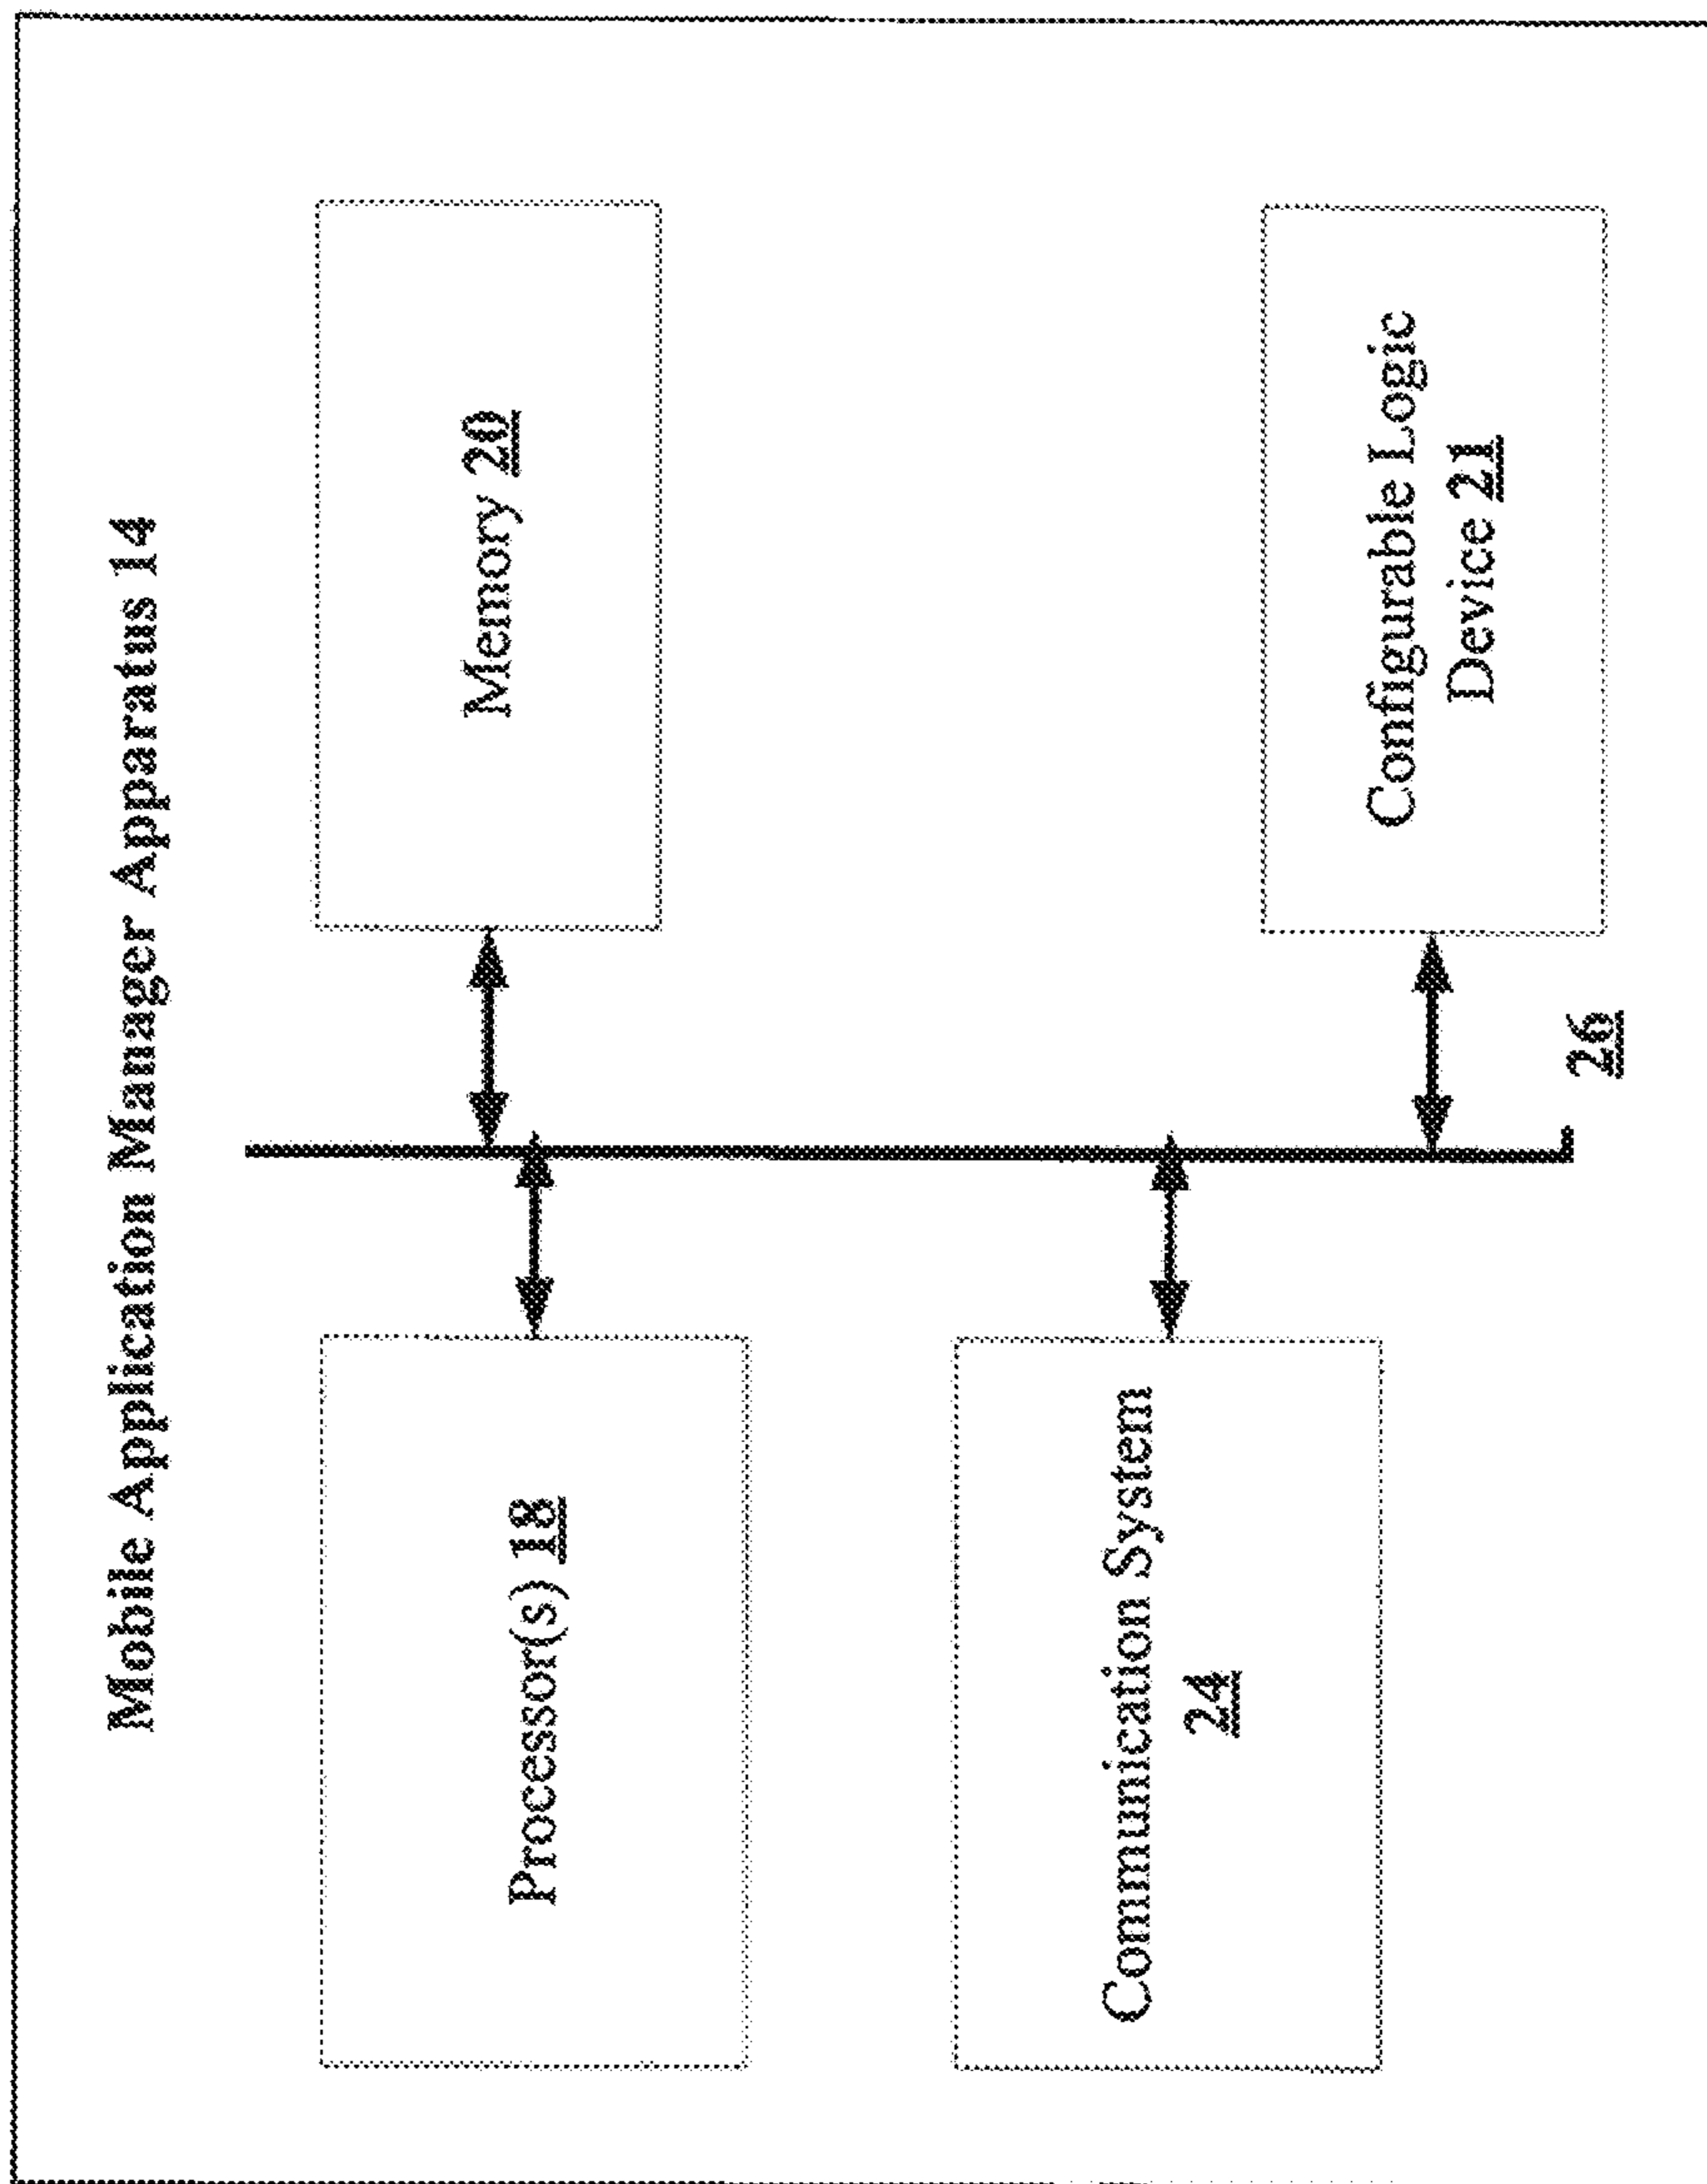 Mobile Application Manager Apparatus 14
Processor(s) 18
Memory 20
Communication System
24
Configurable Logic
Device 21
26